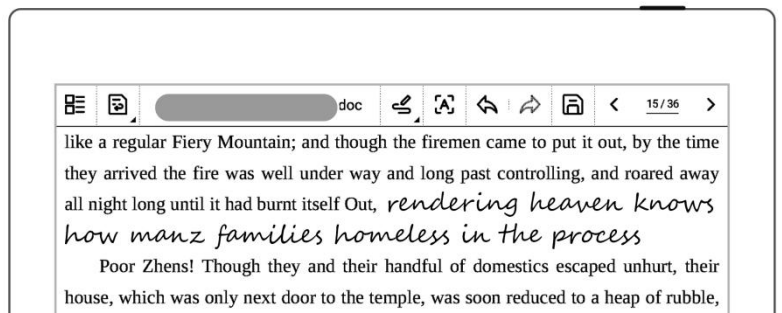 doc
15/36
like a regular Fiery Mountain; and though the firemen came to put it out, by the time
they arrived the fire was well under way and long past controlling, and roared away
all night long until it had burnt itself Out, rendering heaven knows
how manz families homeless in the process
Poor Zhens! Though they and their handful of domestics escaped unhurt, their
house, which was only next door to the temple, was soon reduced to a heap of rubble,